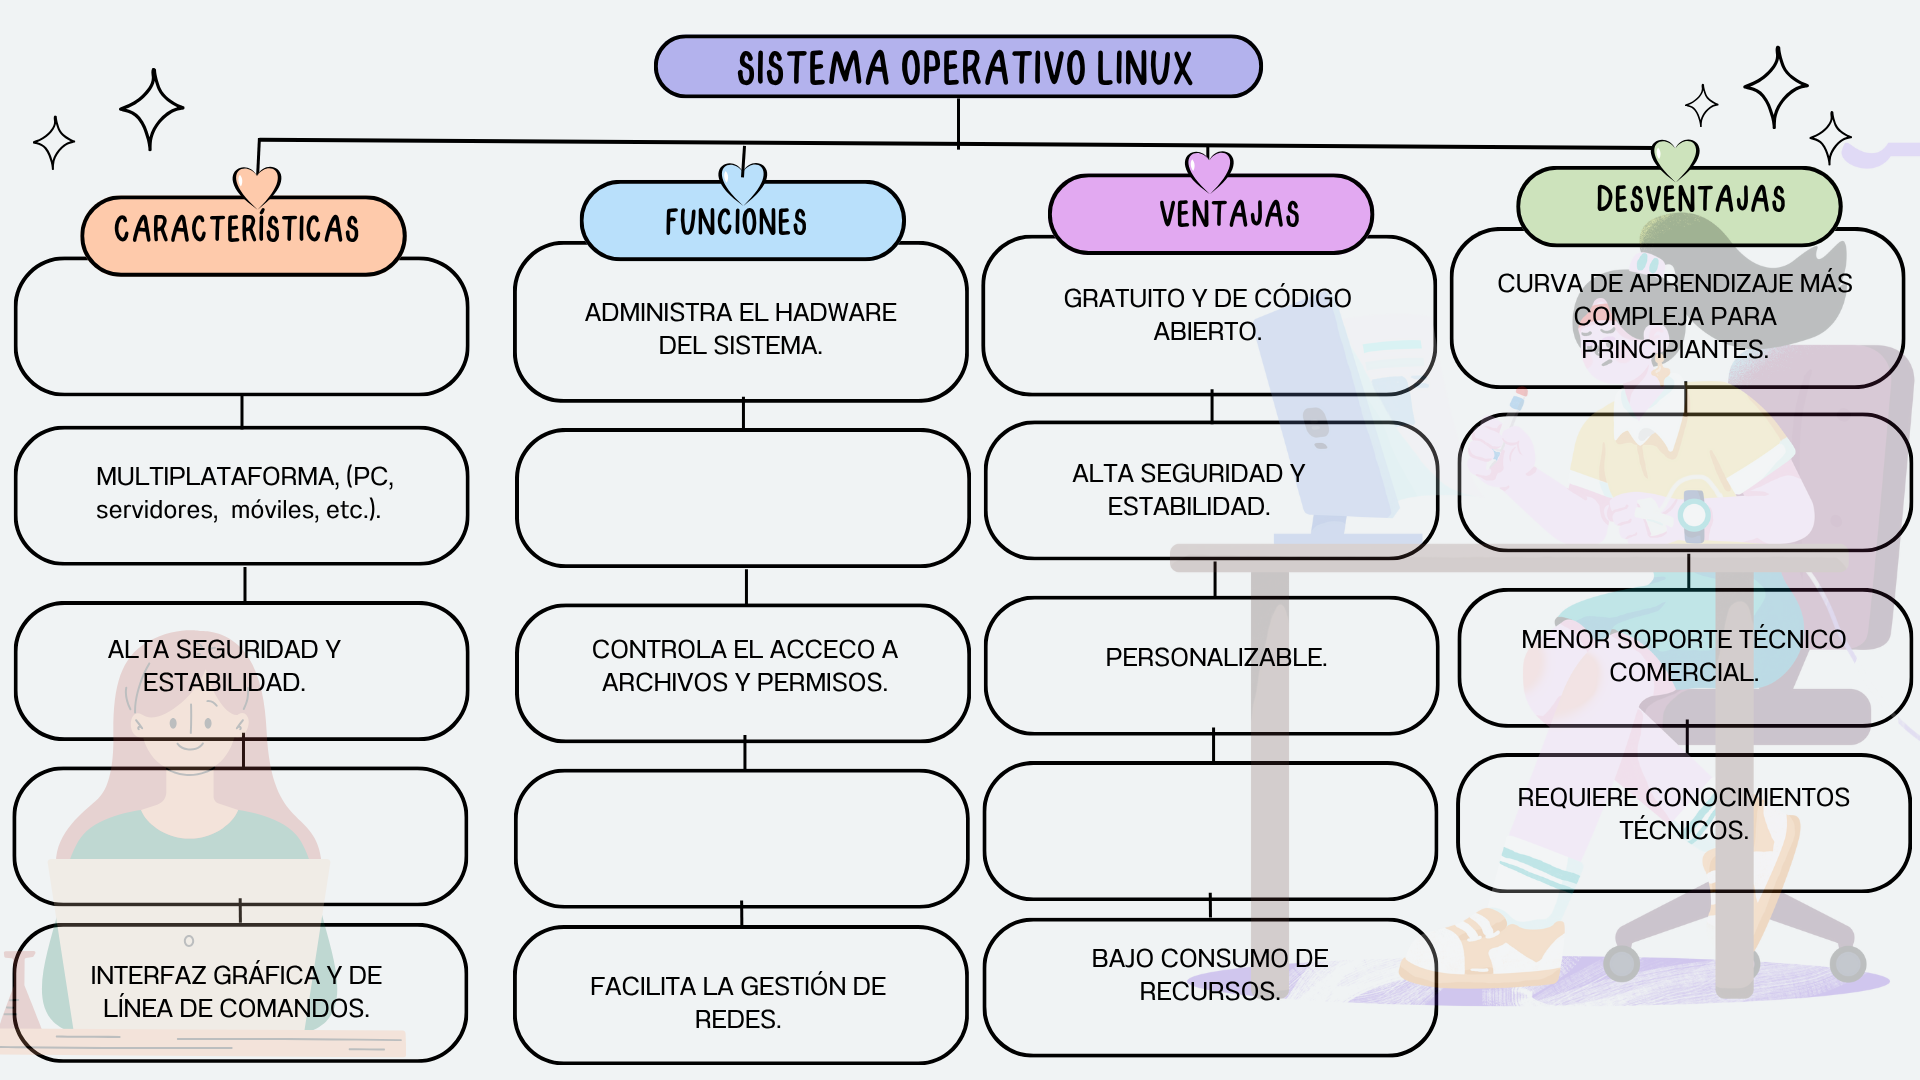 SISTEMA OPERATIVO LINUX
CARACTERÍSTICAS
MULTIPLATAFORMA, (PC,
servidores, móviles, etc.).
ALTA SEGURIDAD Y
ESTABILIDAD.
INTERFAZ GRÁFICA Y DE
LÍNEA DE COMANDOS.
FUNCIONES
ADMINISTRA EL HADWARE
DEL SISTEMA.
CONTROLA EL ACCECO A
ARCHIVOS Y PERMISOS.
FACILITA LA GESTIÓN DE
REDES.
VENTAJAS
GRATUITO Y DE CÓDIGO
ABIERTO.
ALTA SEGURIDAD Y
ESTABILIDAD.
PERSONALIZABLE.
BAJO CONSUMO DE
RECURSOS.
DESVENTAJAS
CURVA DE APRENDIZAJE MÁS
COMPLEJA PARA
PRINCIPIANTES.
MENOR SOPORTE TÉCNICO
COMERCIAL.
REQUIERE CONOCIMIENTOS
TÉCNICOS.